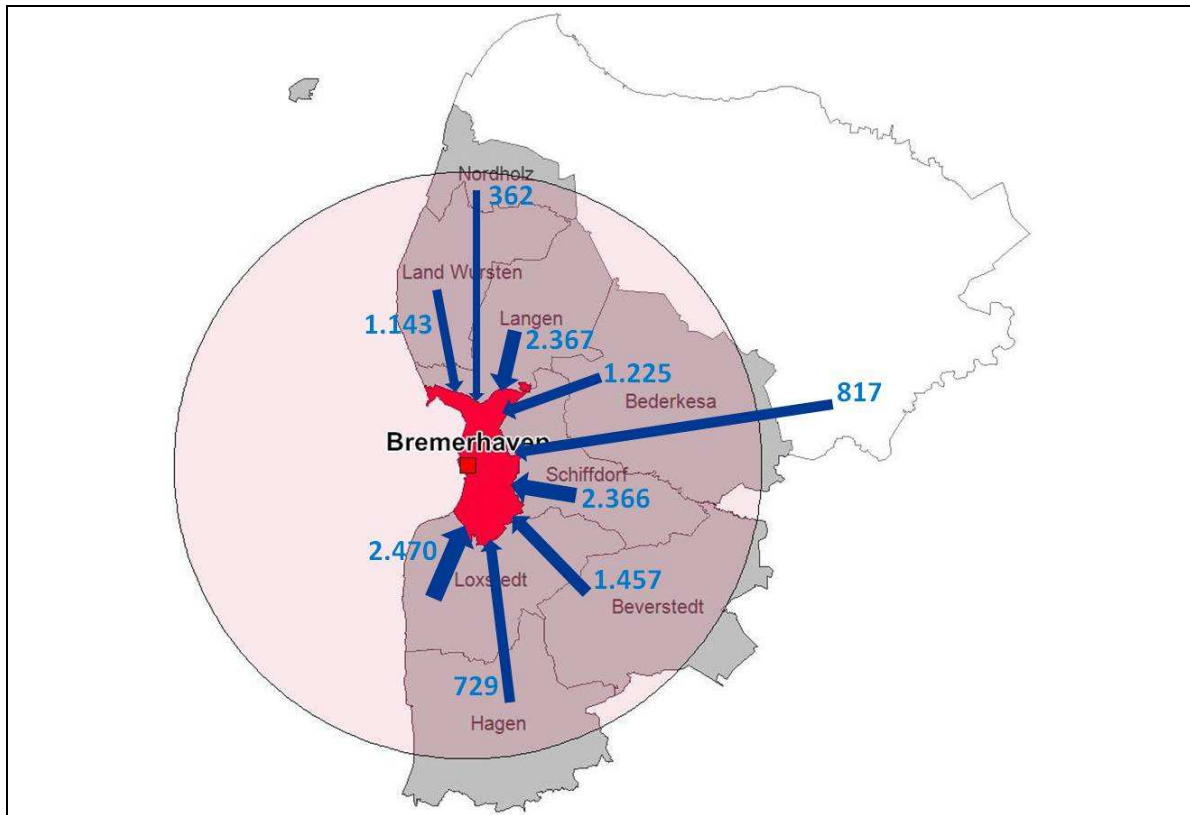 Nordholz
362
Land Wursten
1.143
Langen
2.367
1.225
817
Bederkesa
Bremerhaven
Schiffdorf
2.366
2.470
Loxstedt
1.457
Beverstedt
729
Hagen